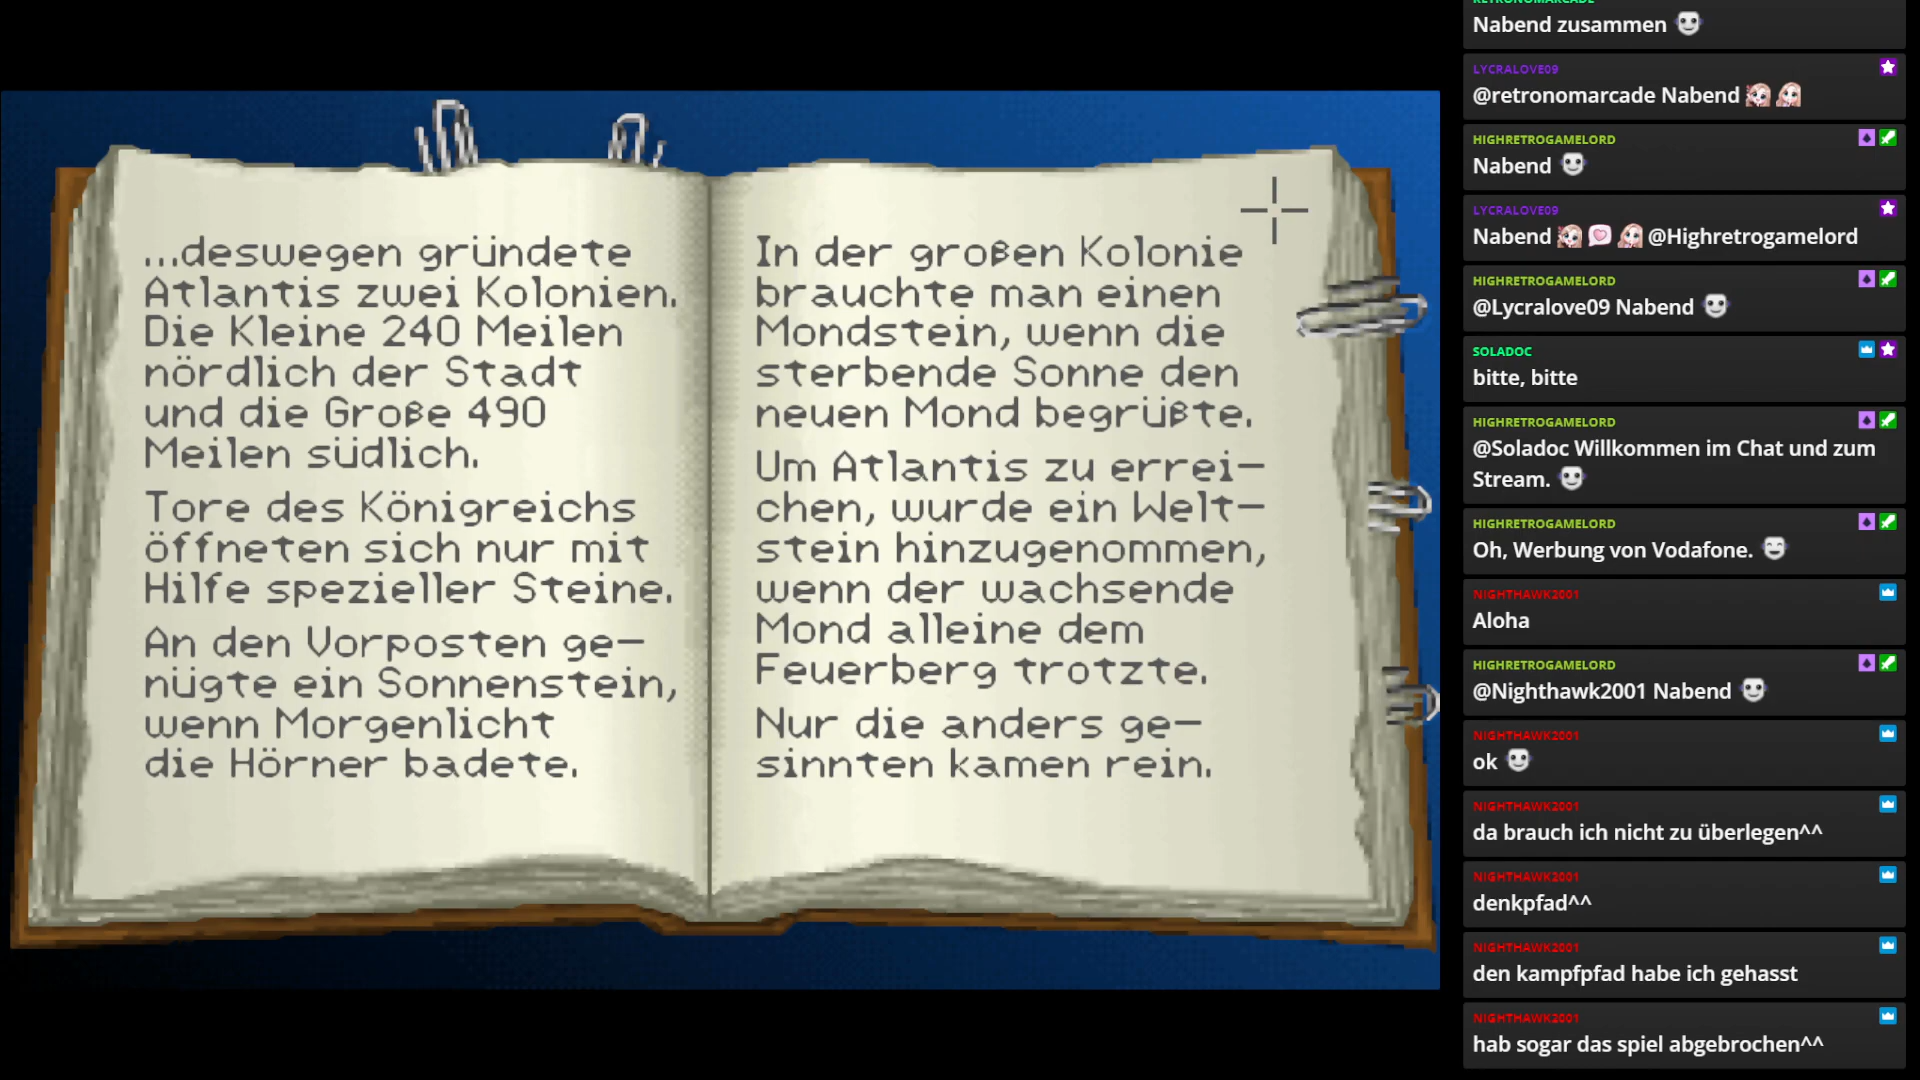 ...deswegen gründete
Atlantis zwei Kolonien.
Die Kleine 240 Meilen
nördlich der Stadt
und die Große 490
Meilen südlich.
Tore des Königreichs
öffneten sich nur mit
Hilfe spezieller Steine.
An den Vorposten ge-
nügte ein Sonnenstein,
wenn Morgenlicht
die Hörner badete.
In der großen Kolonie
brauchte man einen
Mondstein, wenn die
sterbende Sonne den
neuen Mond begrüßte.
Um Atlantis zu errei-
chen, wurde ein Welt-
stein hinzugenommen,
wenn der wachsende
Mond alleine dem
Feuerberg trotzte.
Nur die anders ge-
sinnten kamen rein.
RETRONOMARCADE
Nabend zusammen
LYCRALOVE09
@retronomarcade Nabend
HIGHRETROGAMELORD
Nabend
LYCRALOVE09
Nabend @Highretrogamelord
HIGHRETROGAMELORD
@Lycralove09 Nabend
SOLADOC
bitte, bitte
HIGHRETROGAMELORD
@Soladoc Willkommen im Chat und zum
Stream.
HIGHRETROGAMELORD
Oh, Werbung von Vodafone.
NIGHTHAWK2001
Aloha
HIGHRETROGAMELORD
@Nighthawk2001 Nabend
NIGHTHAWK2001
ok
NIGHTHAWK2001
da brauch ich nicht zu überlegen^^
NIGHTHAWK2001
denkpfad^^
NIGHTHAWK2001
den kampfpfad habe ich gehasst
NIGHTHAWK2001
hab sogar das spiel abgebrochen^^